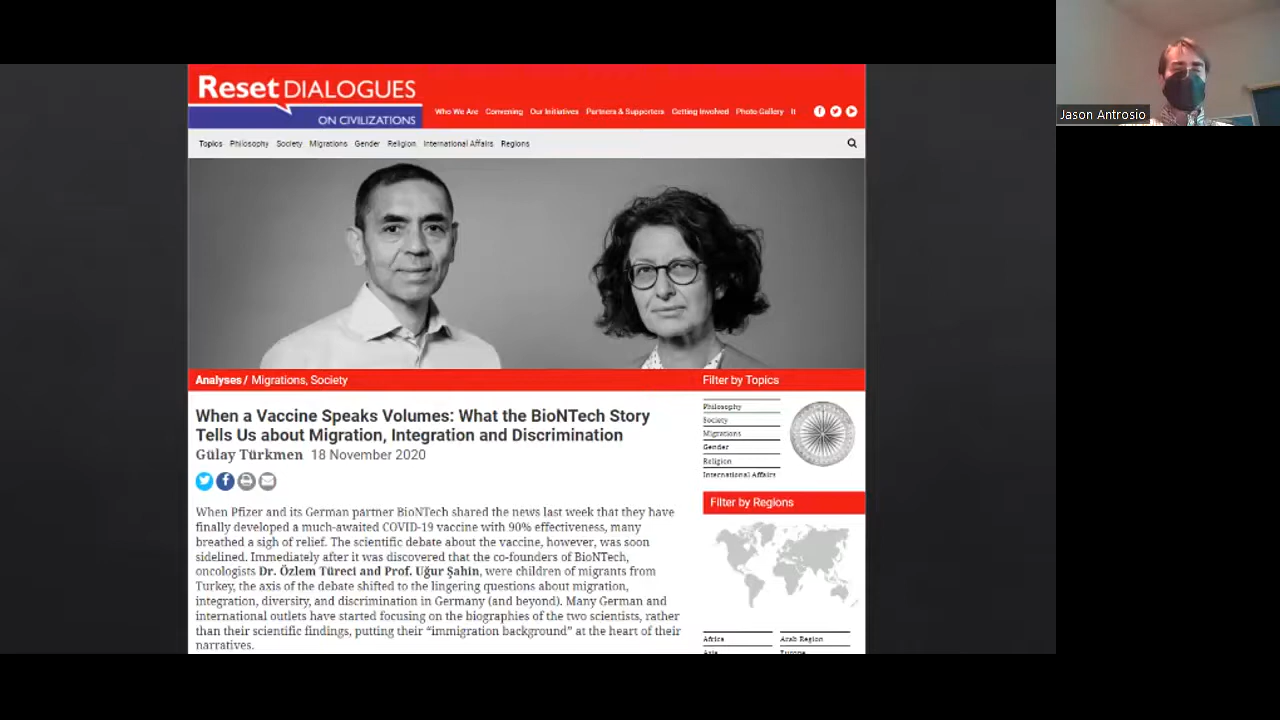 Reset DIALOGUES
ON CIVILIZATIONS
Who We Are Convening Our Initiatives Partners & Supporters Getting Involved Photo Gallery It
Jason Antrosio
Topics Philosophy Society Migrations Gender Religion International Affairs Regions
Analyses / Migrations, Society
When a Vaccine Speaks Volumes: What the BioNTech Story
Tells Us about Migration, Integration and Discrimination
Gülay Türkmen 18 November 2020
When Pfizer and its German partner BioNTech shared the news last week that they have
finally developed a much-awaited COVID-19 vaccine with 90% effectiveness, many
breathed a sigh of relief. The scientific debate about the vaccine, however, was soon
sidelined. Immediately after it was discovered that the co-founders of BioNTech,
oncologists Dr. Özlem Türeci and Prof. Uğur Şahin, were children of migrants from
Turkey, the axis of the debate shifted to the lingering questions about migration,
integration, diversity, and discrimination in Germany (and beyond). Many German and
international outlets have started focusing on the biographies of the two scientists, rather
than their scientific findings, putting their “immigration background” at the heart of their
narratives.
Filter by Topics
Philosophy
Society
Migrations
Gender
Religion
International Affairs
Filter by Regions
Africa Arab Region
Asia Europe